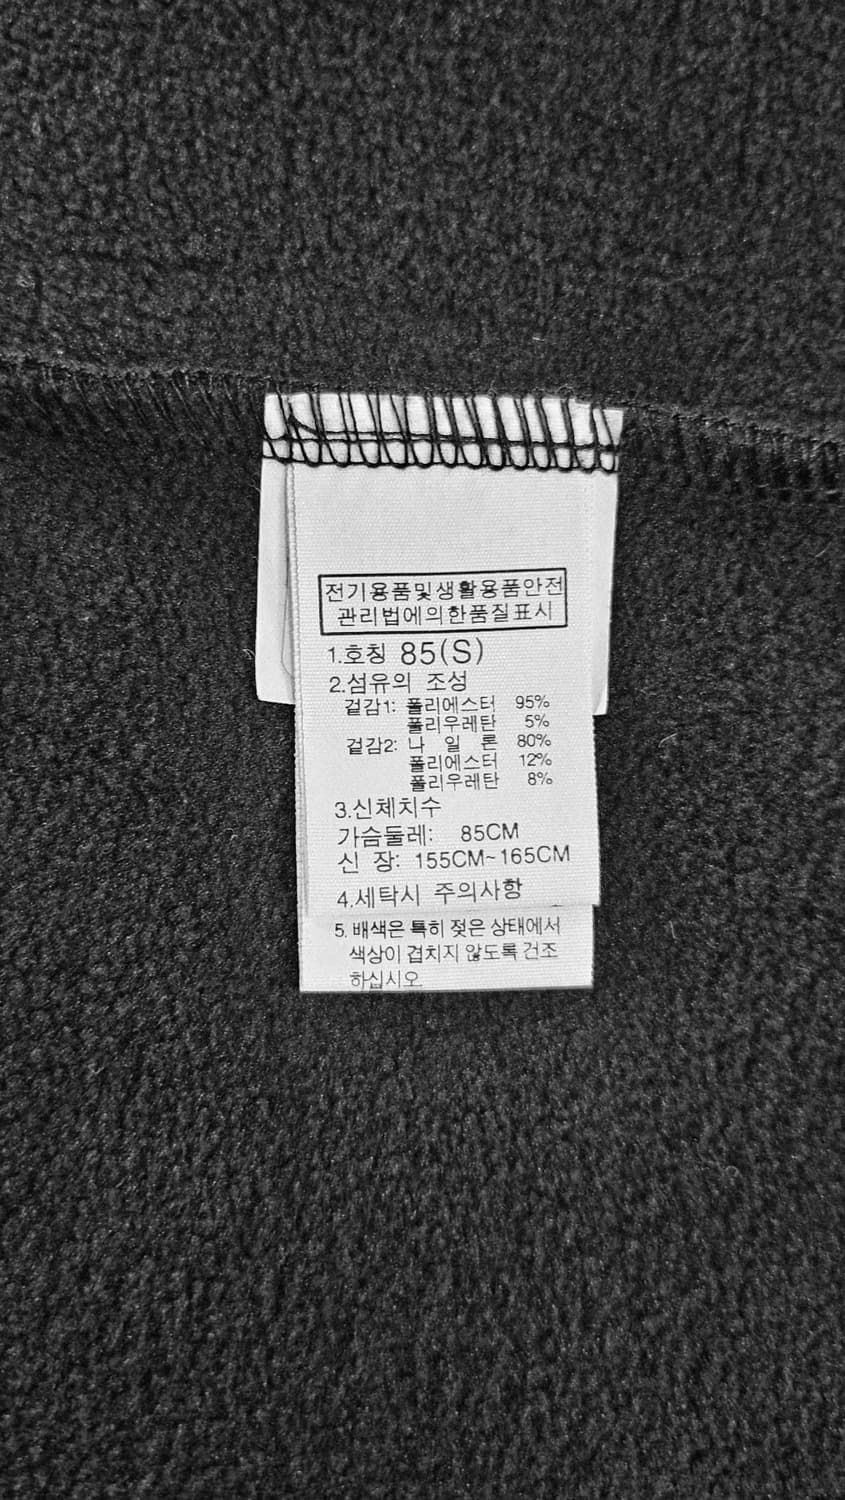 전기용품및생활용품안전
관리법에의한품질표시
1.호칭 85(S)
2.섬유의 조성
겉감1: 폴리에스터 95%
폴리우레탄 5%
겉감2: 나 일 론 80%
폴리에스터 12%
폴리우레탄 8%
3.신체치수
가슴둘레: 85CM
신 장: 155CM~165CM
4.세탁시 주의사항
5. 배색은 특히 젖은 상태에서
색상이 겹치지 않도록 건조
하십시오